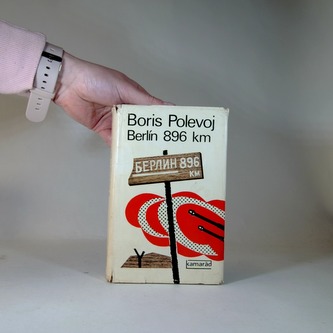 Boris Polevoj
Berlín 896 km
БЕРЛИН 896
КМ
kamarád